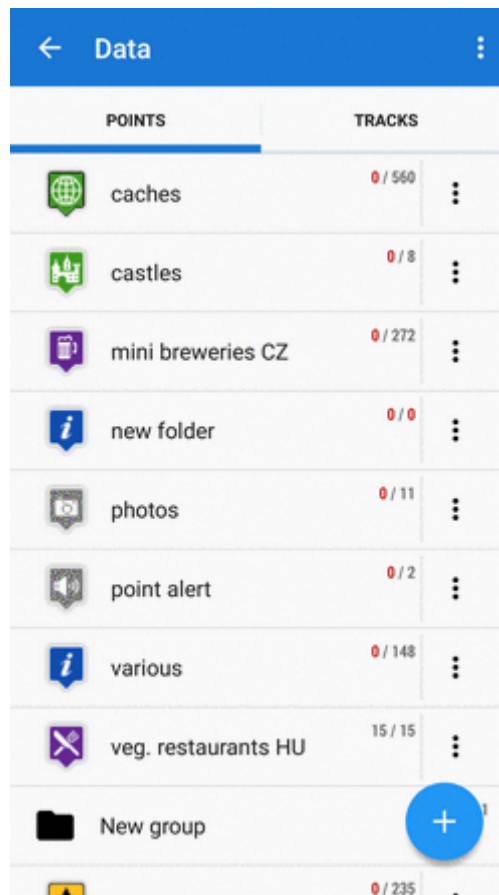 Data
POINTS TRACKS
caches 0 / 560
castles 0 / 8
mini breweries CZ 0 / 272
new folder 0 / 0
photos 0 / 11
point alert 0 / 2
various 0 / 148
veg. restaurants HU 15 / 15
New group 1
0 / 235